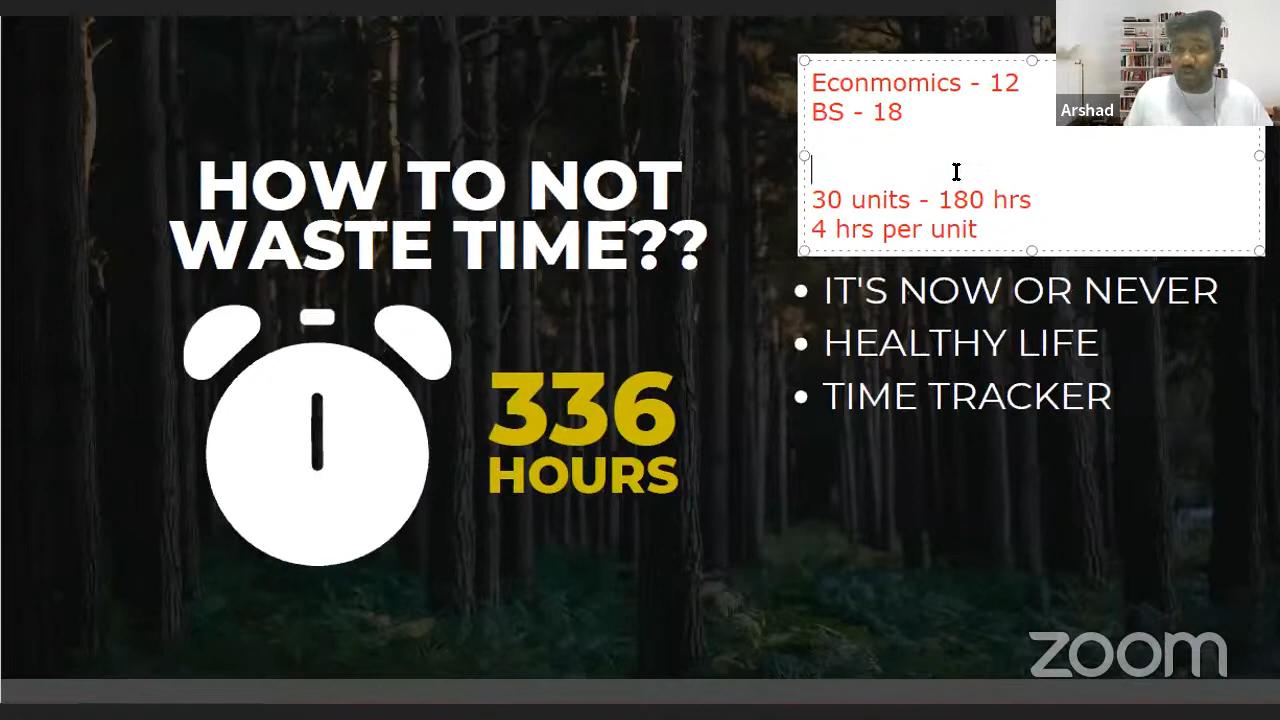 HOW TO NOT
WASTE TIME??
336
HOURS
Econmomics - 12
BS - 18
30 units - 180 hrs
4 hrs per unit
• IT'S NOW OR NEVER
• HEALTHY LIFE
• TIME TRACKER
Arshad
zoom